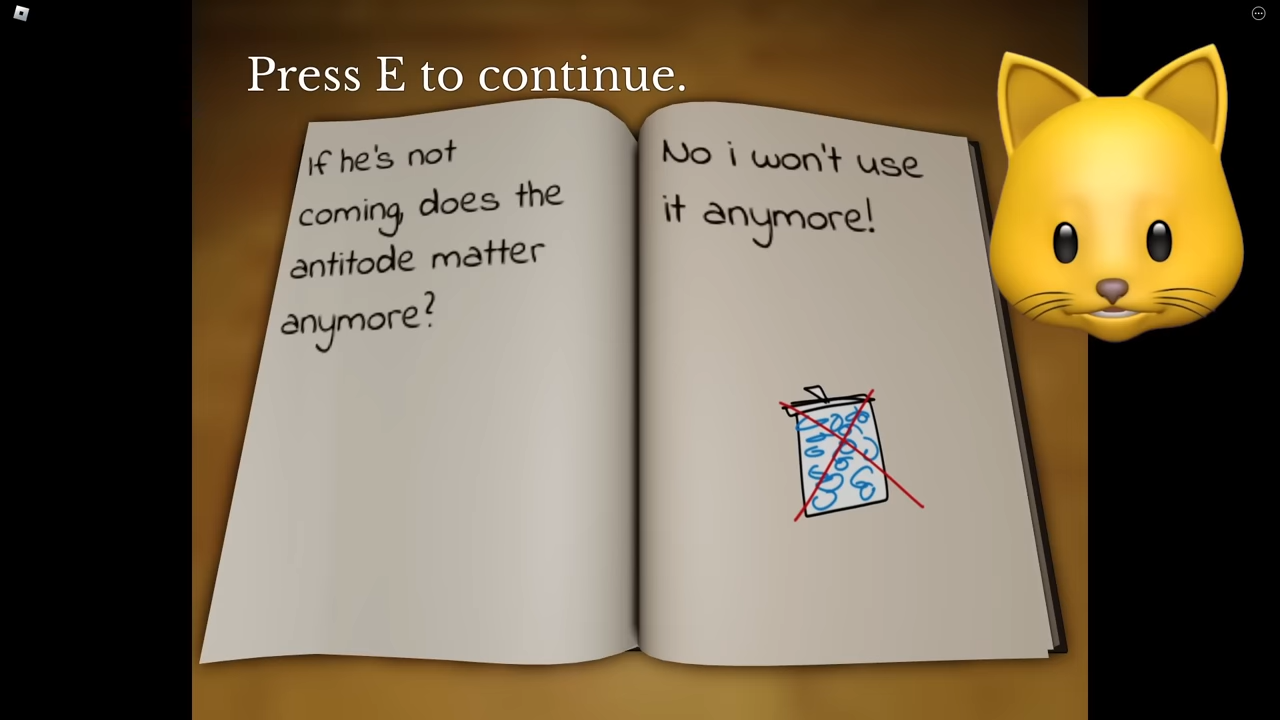 Press E to continue.
If he's not
coming, does the
antitode matter
anymore?
No i won't use
it anymore!